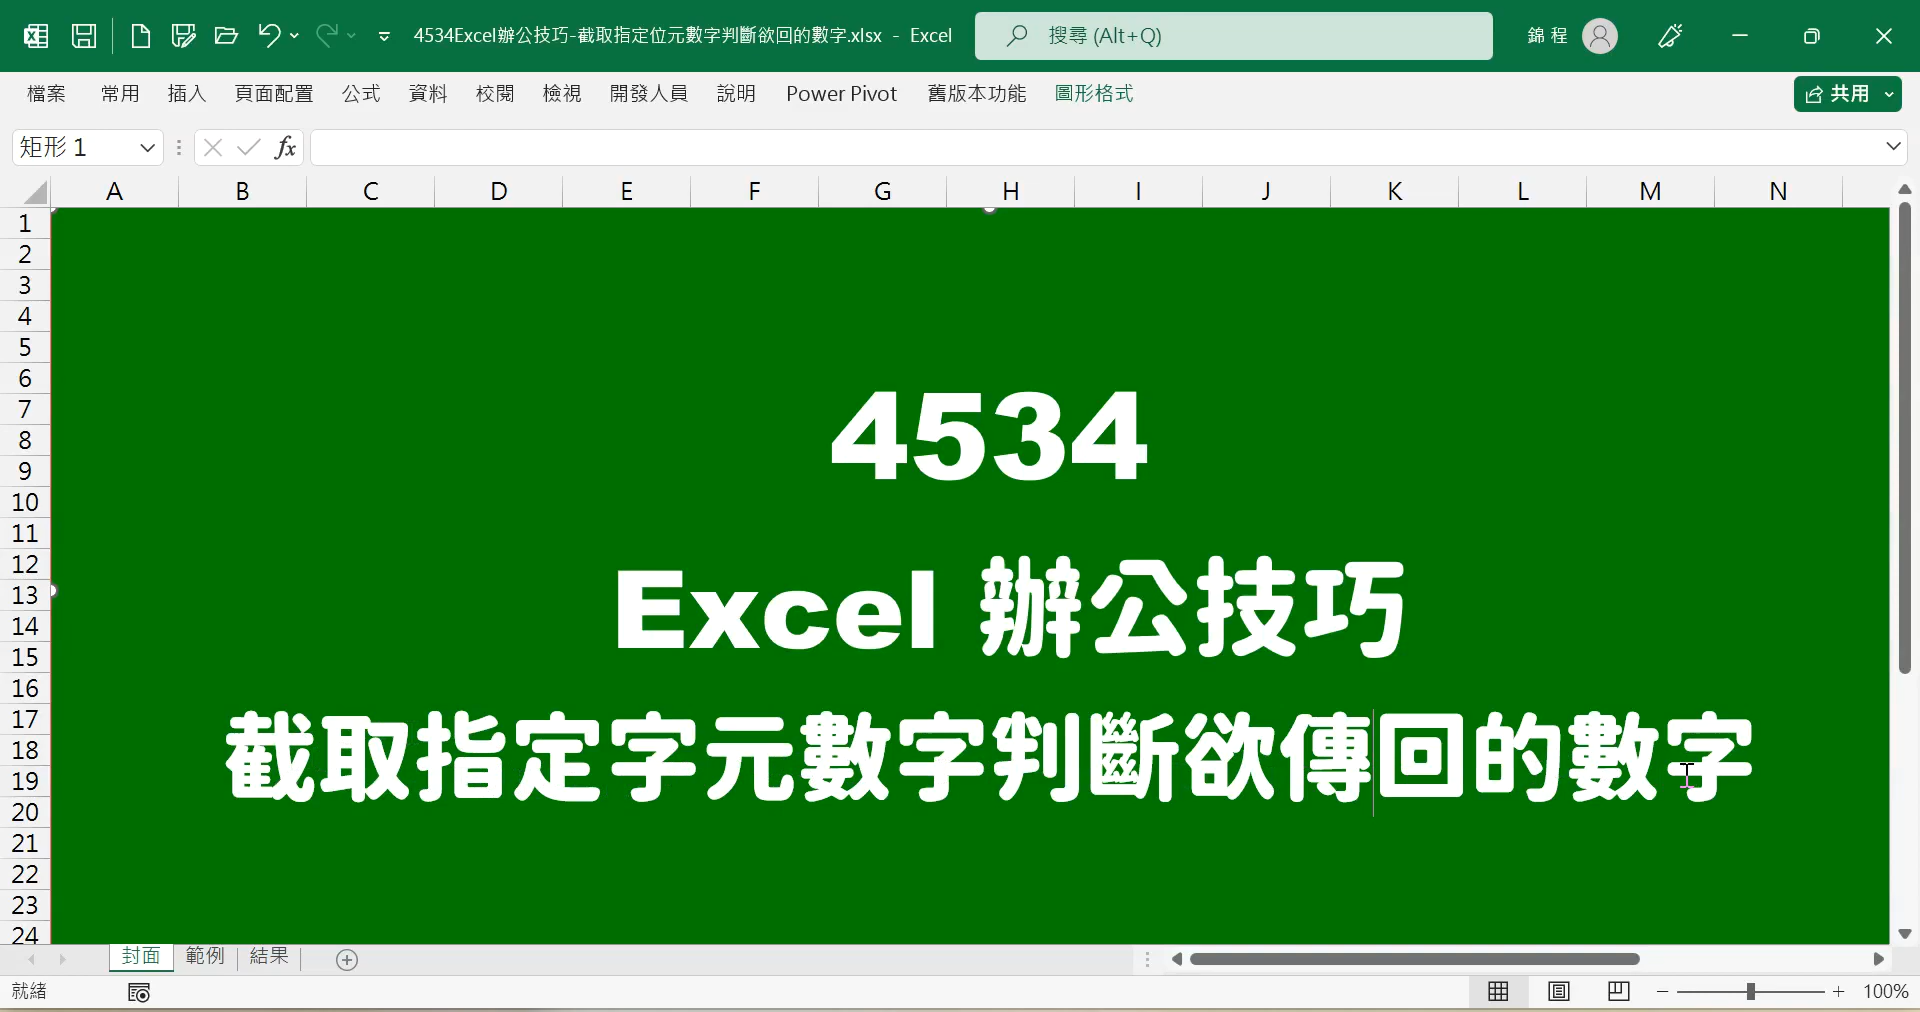 4534Excel辦公技巧-截取指定位元數字判斷欲回的數字.xlsx - Excel
搜尋 (Alt+Q)
錦 程
檔案 常用 插入 頁面配置 公式 資料 校閱 檢視 開發人員 說明 Power Pivot 舊版本功能 圖形格式
共用
矩形 1
fx
A B C D E F G H I J K L M N
1
2
3
4
5
6
7
8
9
10
11
12
13
14
15
16
17
18
19
20
21
22
23
24
4534
Excel 辦公技巧
截取指定字元數字判斷欲傳回的數字
封面 範例 結果
就緒
100%